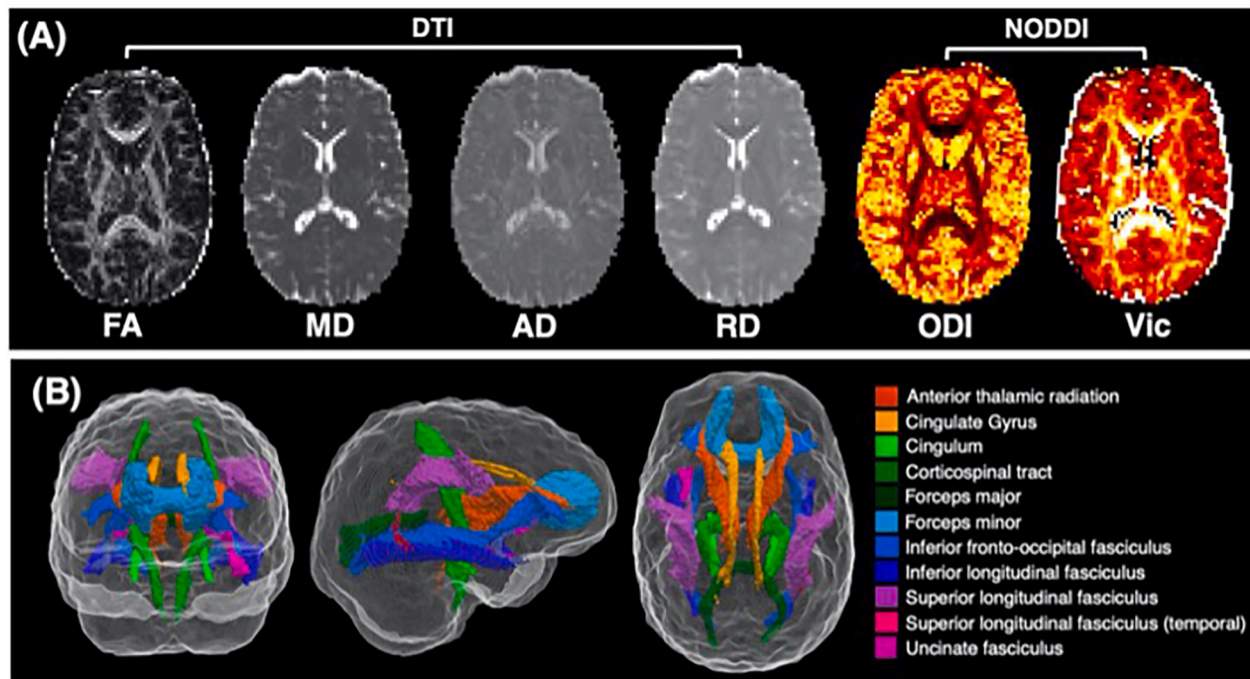 (A)
DTI
NODDI
FA
MD
AD
RD
ODI
Vic
(B)
Anterior thalamic radiation
Cingulate Gyrus
Cingulum
Corticospinal tract
Forceps major
Forceps minor
Inferior fronto-occipital fasciculus
Inferior longitudinal fasciculus
Superior longitudinal fasciculus
Superior longitudinal fasciculus (temporal)
Uncinate fasciculus